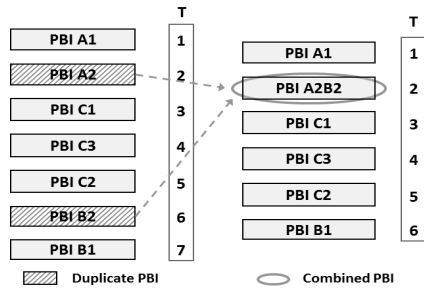 T
PBI A1 1
PBI A2 2
PBI C1 3
PBI C3 4
PBI C2 5
PBI B2 6
PBI B1 7
T
PBI A1 1
PBI A2B2 2
PBI C1 3
PBI C3 4
PBI C2 5
PBI B1 6
Duplicate PBI
Combined PBI